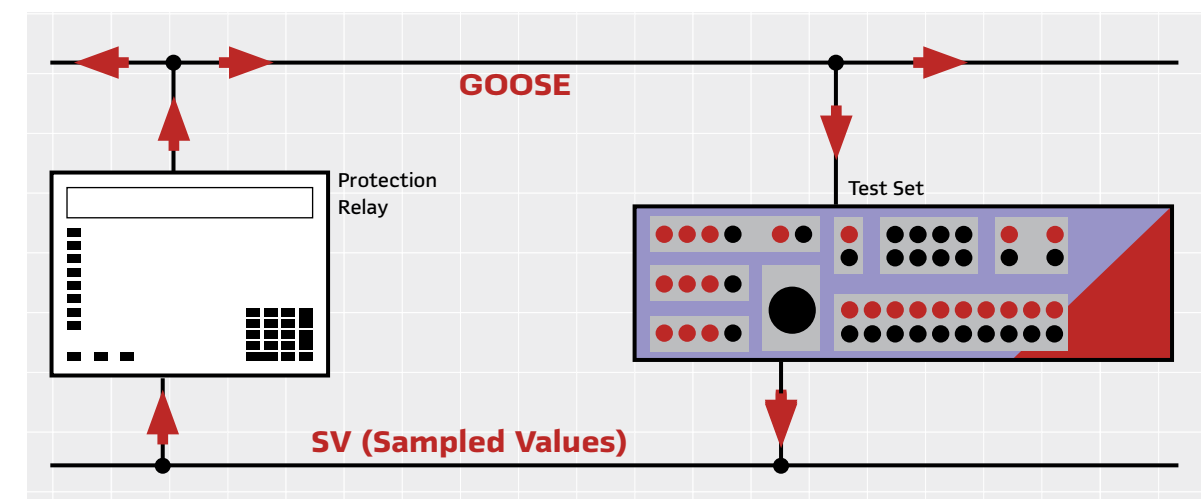 GOOSE
Protection
Relay
Test Set
SV (Sampled Values)